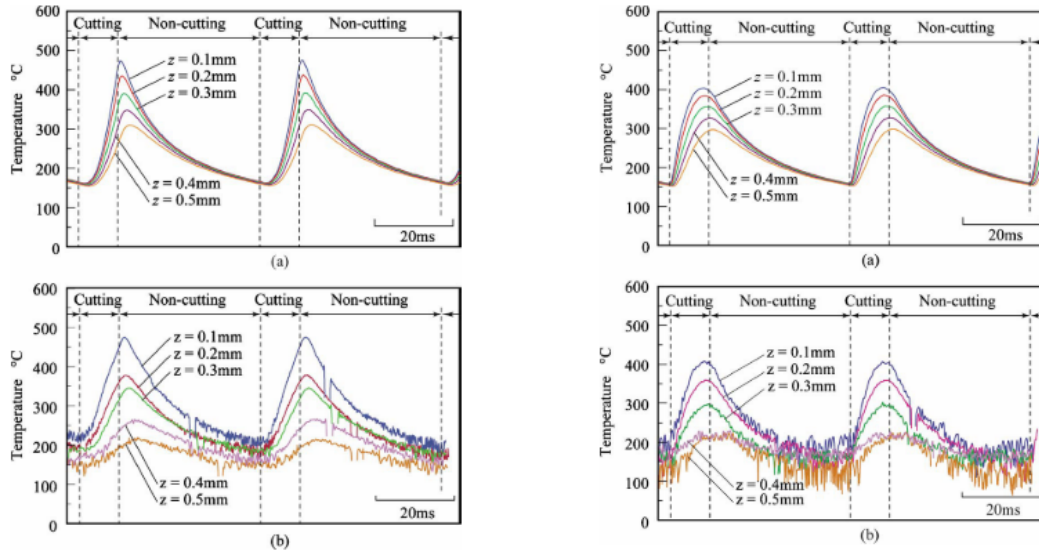 600
Cutting Non-cutting Cutting Non-cutting
500
z = 0.1mm
z = 0.2mm
400
z = 0.3mm
Temperature °C
300
200
z = 0.4mm
z = 0.5mm
100
20ms
0
(a)
600
Cutting Non-cutting Cutting Non-cutting
500
z = 0.1mm
z = 0.2mm
400
z = 0.3mm
Temperature °C
300
200
z = 0.4mm
100
z = 0.5mm
20ms
0
(b)
600
Cutting Non-cutting Cutting Non-cutting
500
z = 0.1mm
400
z = 0.2mm
z = 0.3mm
Temperature °C
300
200
z = 0.4mm
z = 0.5mm
100
20ms
0
(a)
600
Cutting Non-cutting Cutting Non-cutting
500
z = 0.1mm
400
z = 0.2mm
z = 0.3mm
Temperature °C
300
200
100
z = 0.4mm
z = 0.5mm
20ms
0
(b)